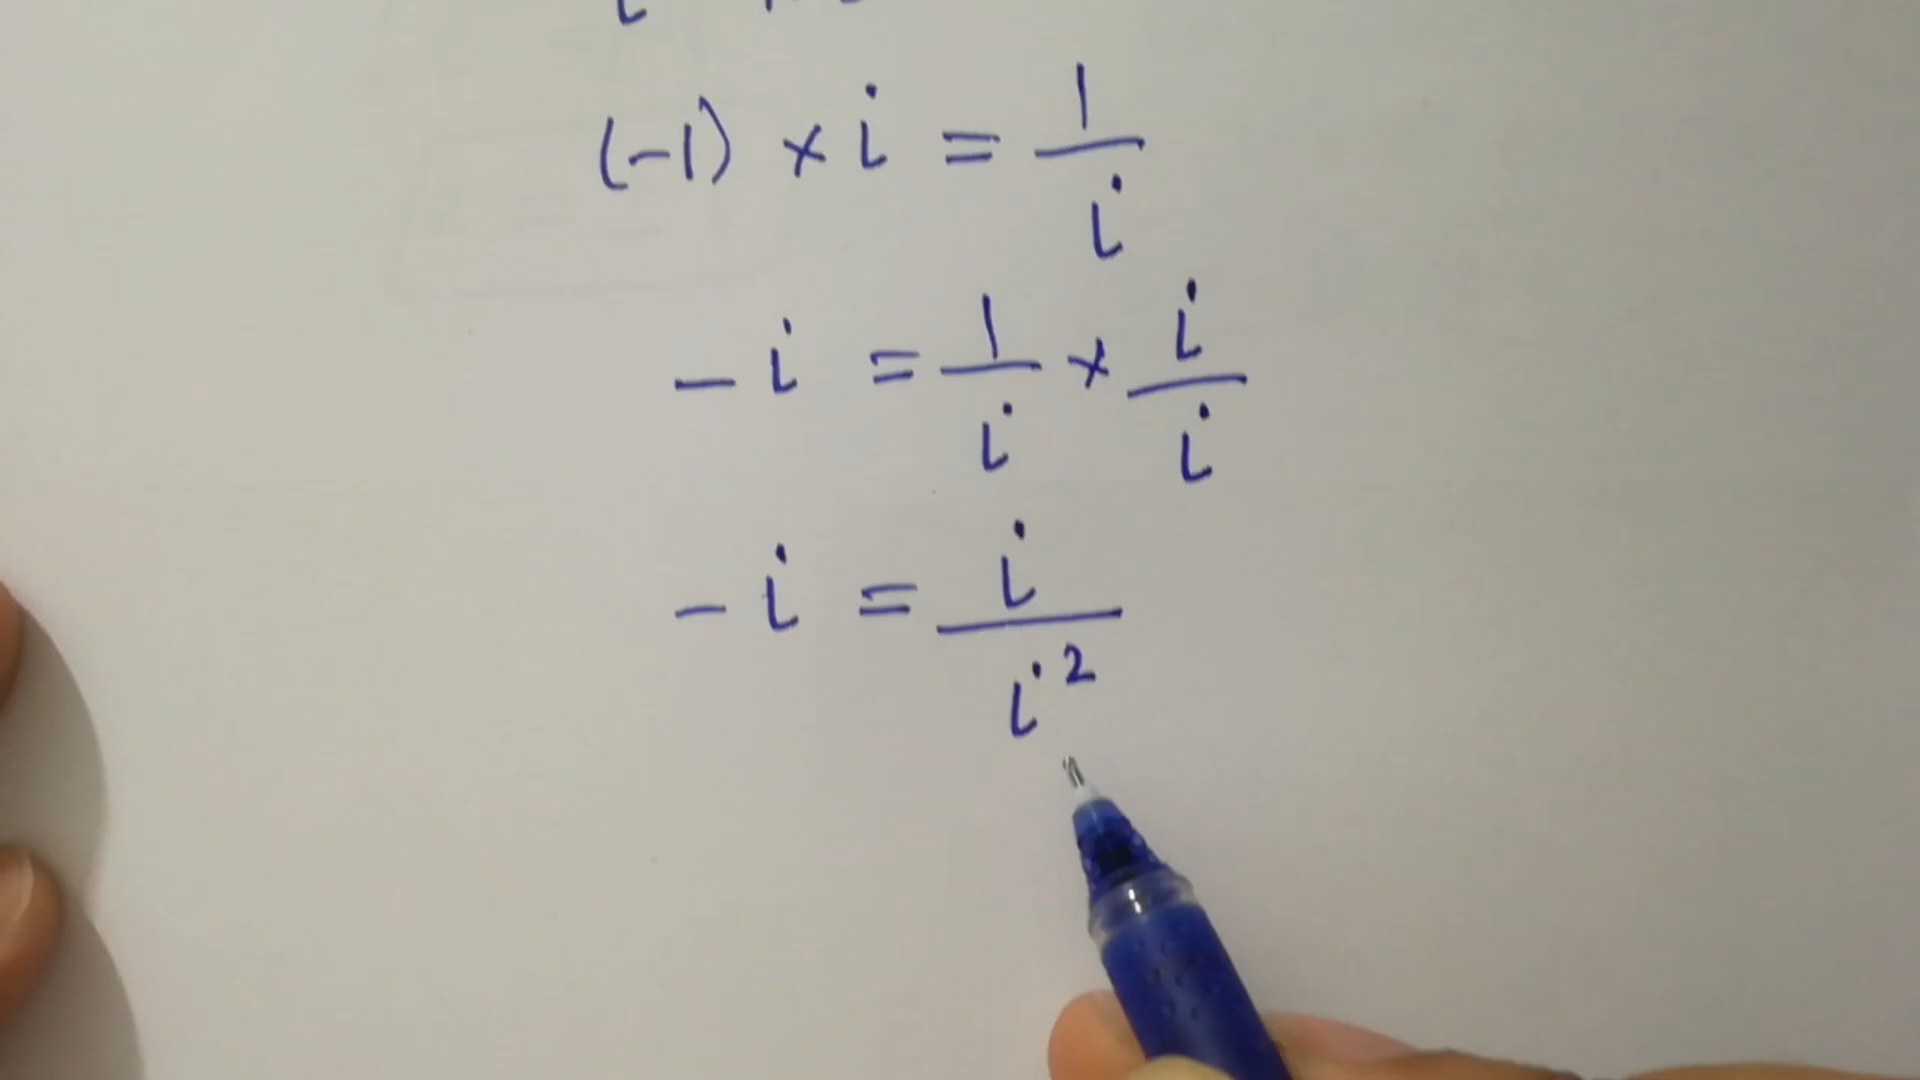 (-1) × i = 1/i
- i = 1/i × i/i
- i = i/i²